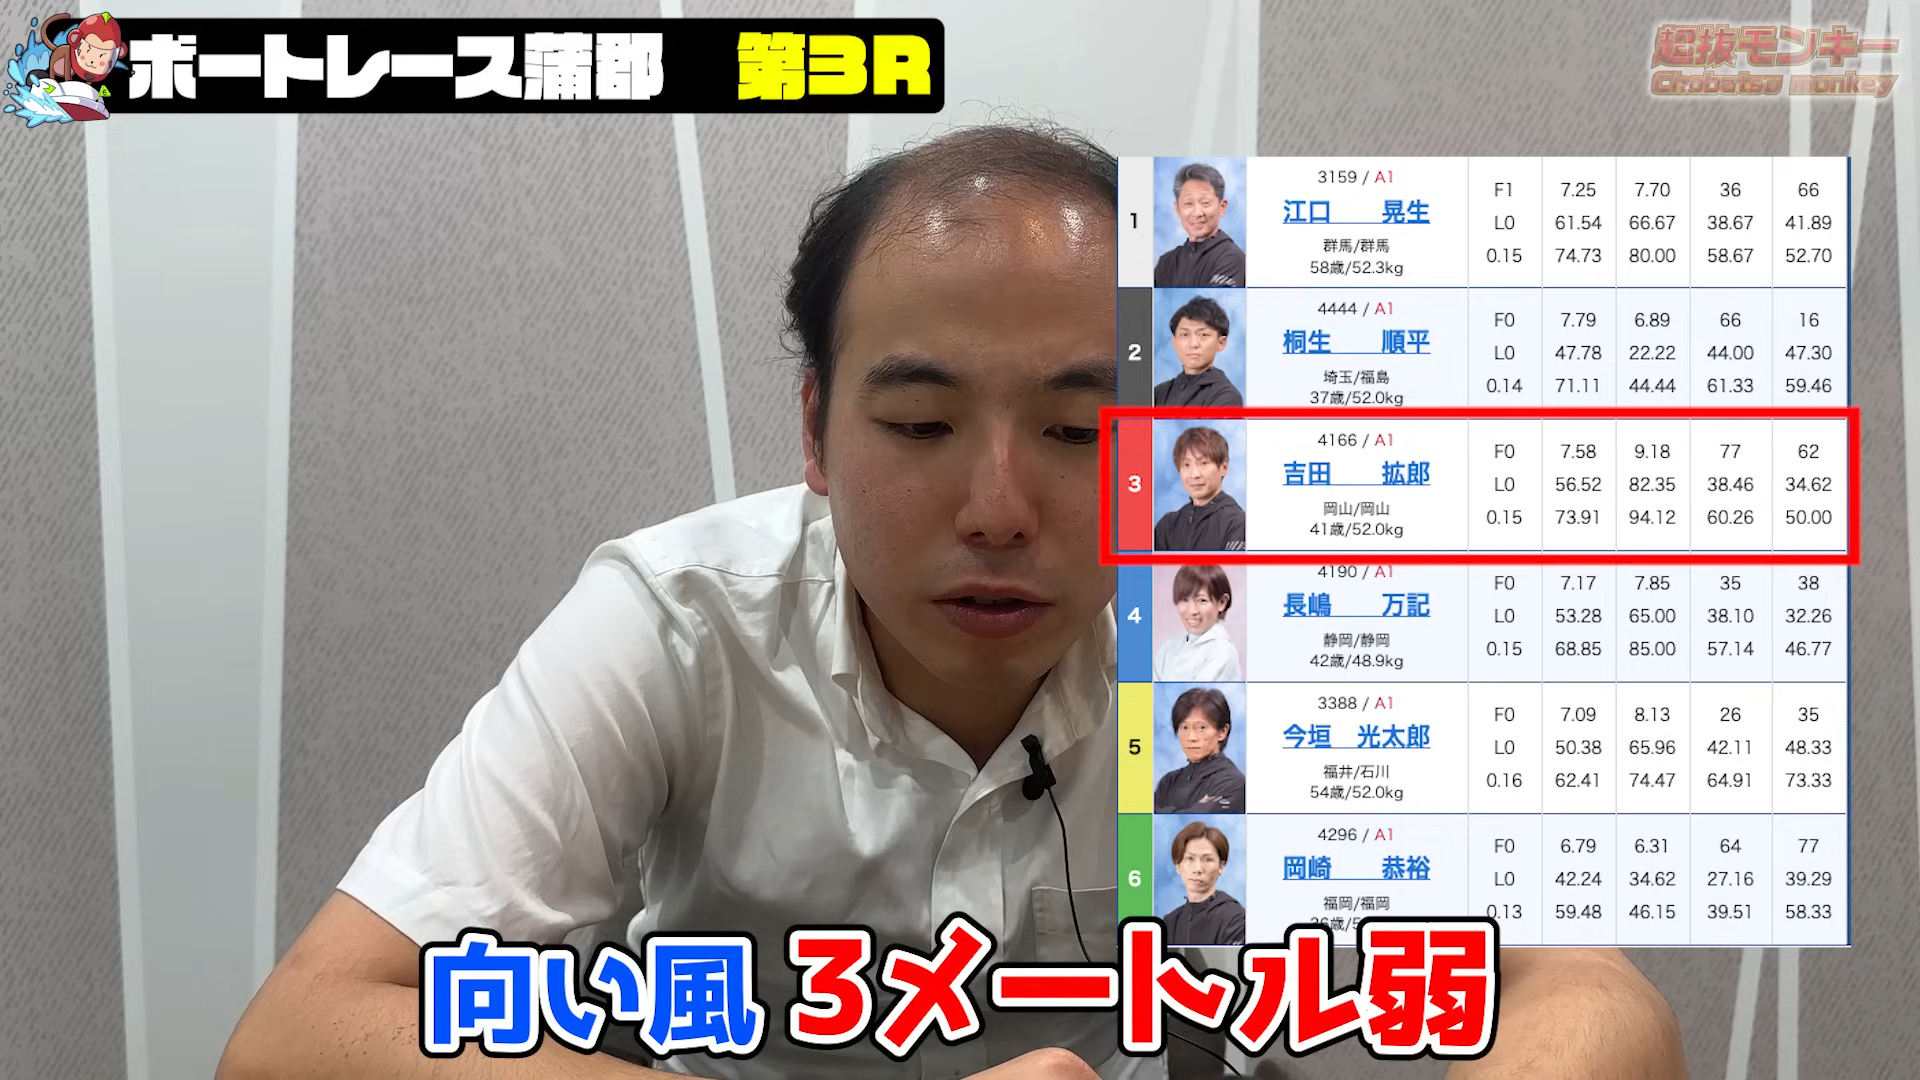 ボートレース蒲郡 第3R
超抜モンキー
Chobatsu monkey
1
3159 / A1
江口 晃生
群馬/群馬
58歳/52.3kg
F1 7.25 7.70 36 66
L0 61.54 66.67 38.67 41.89
0.15 74.73 80.00 58.67 52.70
2
4444 / A1
桐生 順平
埼玉/福島
37歳/52.0kg
F0 7.79 6.89 66 16
L0 47.78 22.22 44.00 47.30
0.14 71.11 44.44 61.33 59.46
3
4166 / A1
吉田 拡郎
岡山/岡山
41歳/52.0kg
F0 7.58 9.18 77 62
L0 56.52 82.35 38.46 34.62
0.15 73.91 94.12 60.26 50.00
4
4190 / A1
長嶋 万記
静岡/静岡
42歳/48.9kg
F0 7.17 7.85 35 38
L0 53.28 65.00 38.10 32.26
0.15 68.85 85.00 57.14 46.77
5
3388 / A1
今垣 光太郎
福井/石川
54歳/52.0kg
F0 7.09 8.13 26 35
L0 50.38 65.96 42.11 48.33
0.16 62.41 74.47 64.91 73.33
6
4296 / A1
岡崎 恭裕
福岡/福岡
F0 6.79 6.31 64 77
L0 42.24 34.62 27.16 39.29
0.13 59.48 46.15 39.51 58.33
向い風 3メートル弱